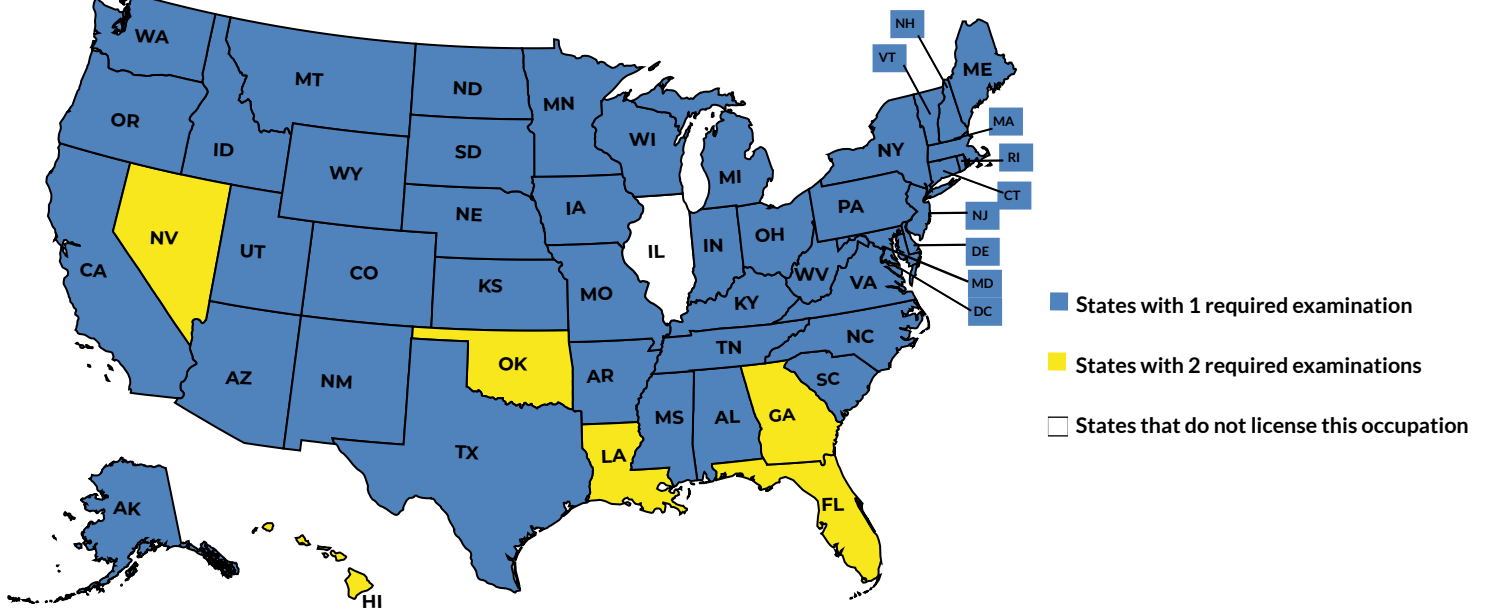 NH
WA
VT
ME
MT
ND
MN
OR
MA
WI
ID
SD
NY
RI
WY
MI
CT
IA
PA
NE
NJ
NV
OH
IN
UT
IL
DE
CA
CO
WV
VA
MD
KS
MO
KY
States with 1 required examination
DC
NC
TN
OK
States with 2 required examinations
AZ
NM
AR
SC
MS
AL
GA
States that do not license this occupation
TX
LA
AK
FL
HI